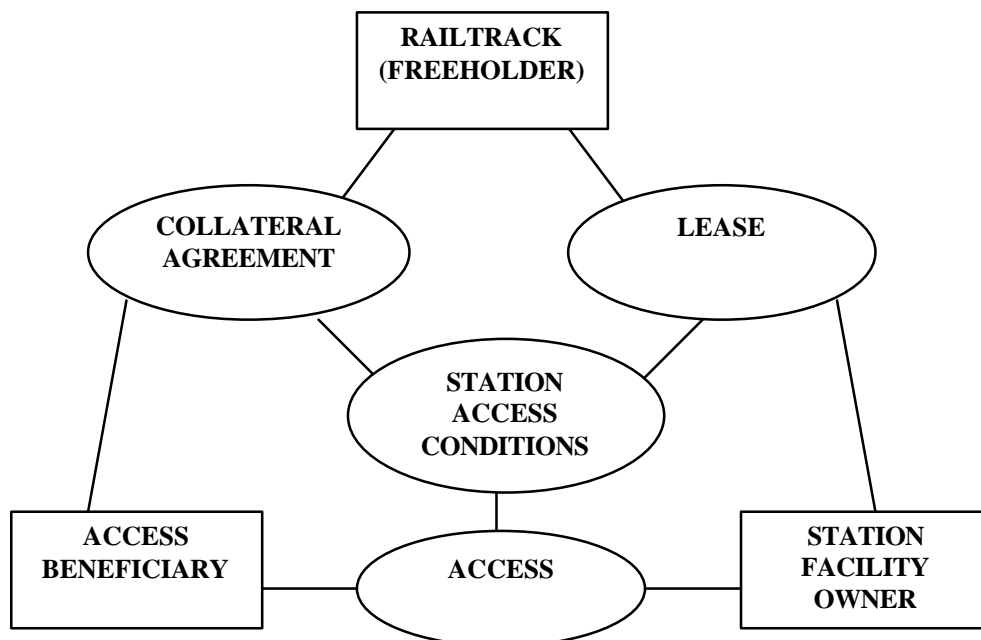 RAILTRACK
(FREEHOLDER)
COLLATERAL
AGREEMENT
LEASE
STATION
ACCESS
CONDITIONS
ACCESS
BENEFICIARY
ACCESS
STATION
FACILITY
OWNER